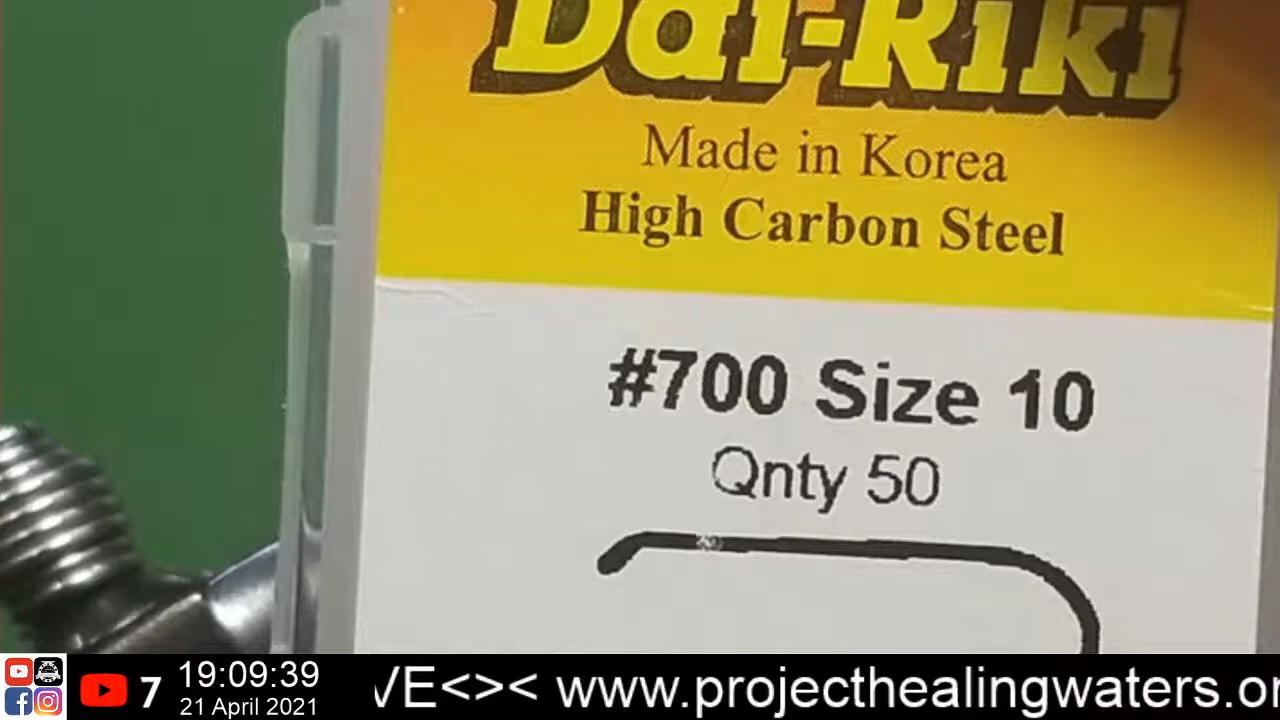 Dai-Riki
Made in Korea
High Carbon Steel
#700 Size 10
Qnty 50
7
19:09:39
21 April 2021
VE<><
www.projecthealingwaters.or